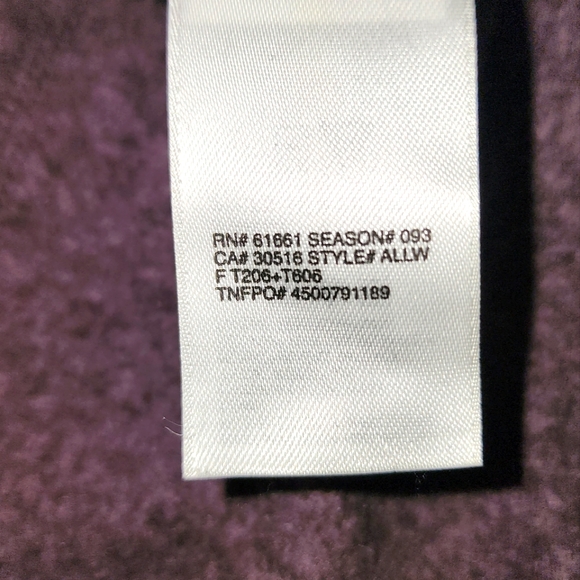 RN# 61661 SEASON# 093
CA# 30516 STYLE# ALLW
F T206+T606
TNFPO# 4500791189